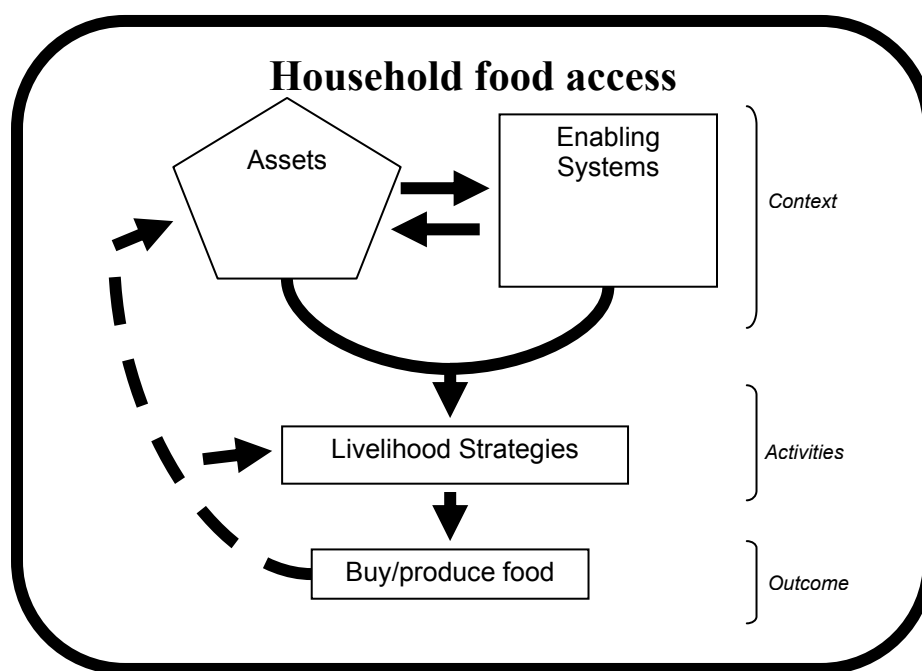 Household food access
Assets
Enabling
Systems
Context
Livelihood Strategies
Activities
Buy/produce food
Outcome